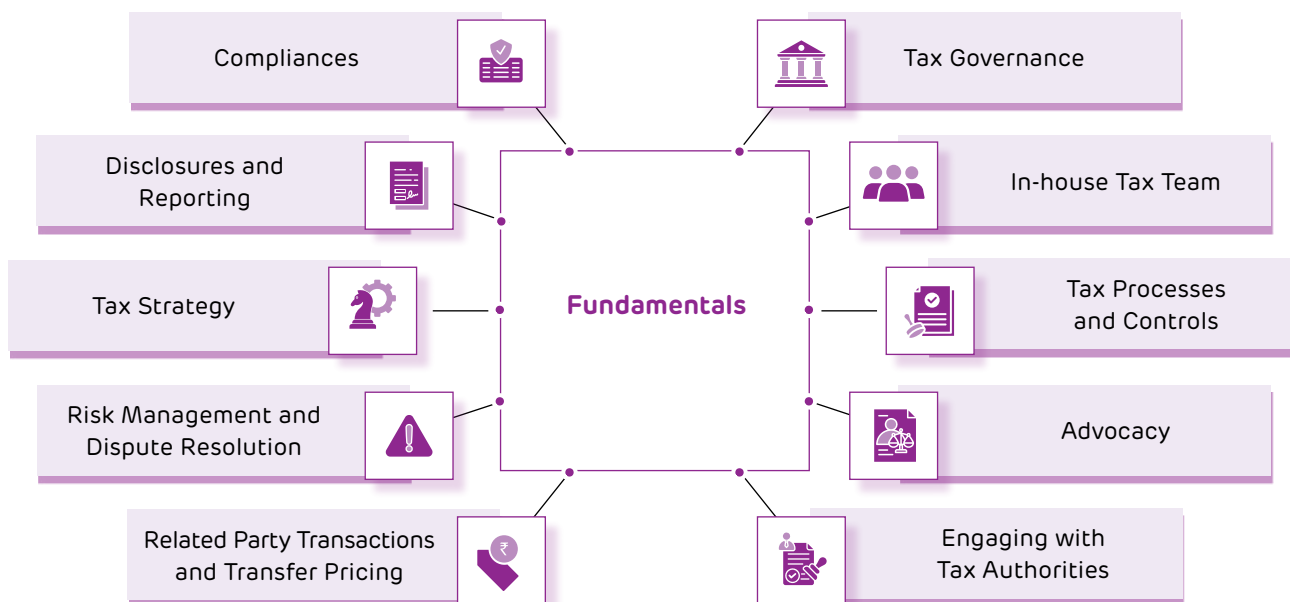 Compliances
Tax Governance
Disclosures and
Reporting
In-house Tax Team
Tax Strategy
Fundamentals
Tax Processes
and Controls
Risk Management and
Dispute Resolution
Advocacy
Related Party Transactions
and Transfer Pricing
₹
Engaging with
Tax Authorities